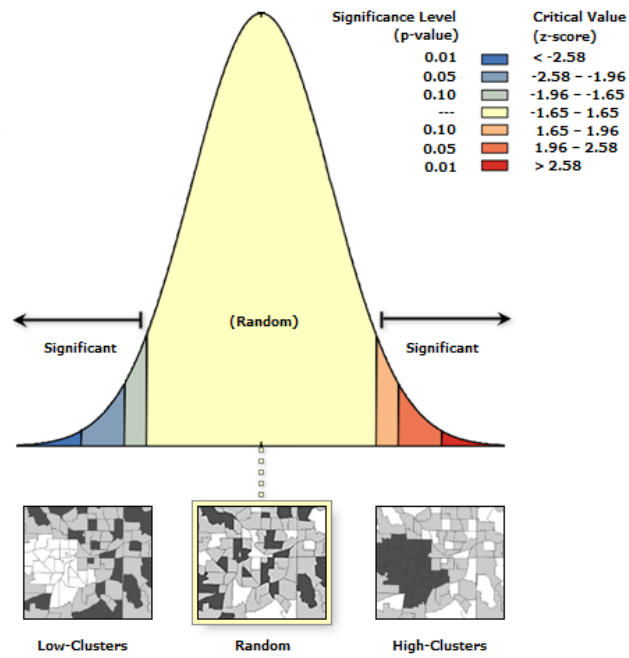 Significance Level
(p-value)
Critical Value
(z-score)
0.01 < -2.58
0.05 -2.58 – -1.96
0.10 -1.96 – -1.65
--- -1.65 – 1.65
0.10 1.65 – 1.96
0.05 1.96 – 2.58
0.01 > 2.58
(Random)
Significant
Significant
Low-Clusters
Random
High-Clusters